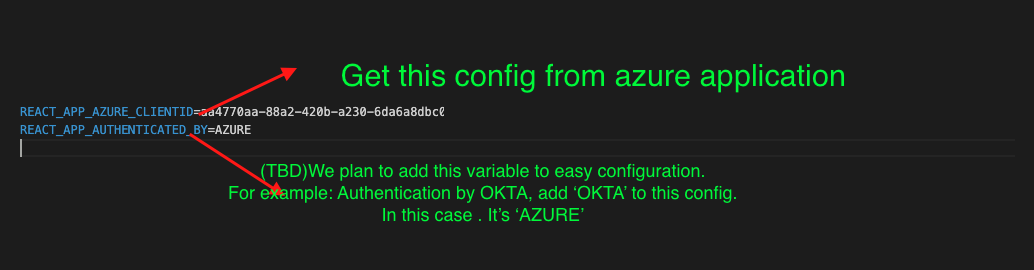 Get this config from azure application
REACT_APP_AZURE_CLIENTID=aa4770aa-88a2-420b-a230-6da6a8dbc0
REACT_APP_AUTHENTICATED_BY=AZURE
(TBD)We plan to add this variable to easy configuration.
For example: Authentication by OKTA, add ‘OKTA’ to this config.
In this case . It’s ‘AZURE’